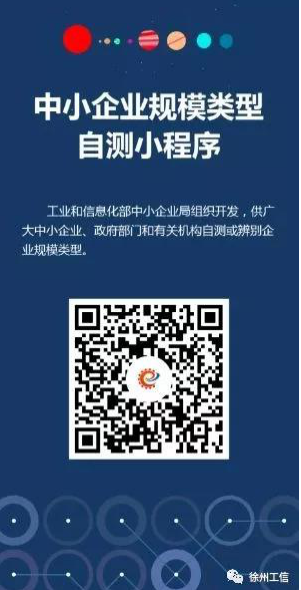 中小企业规模类型
自测小程序
工业和信息化部中小企业局组织开发，供广
大中小企业、政府部门和有关机构自测或辨别企
业规模类型。
徐州工信